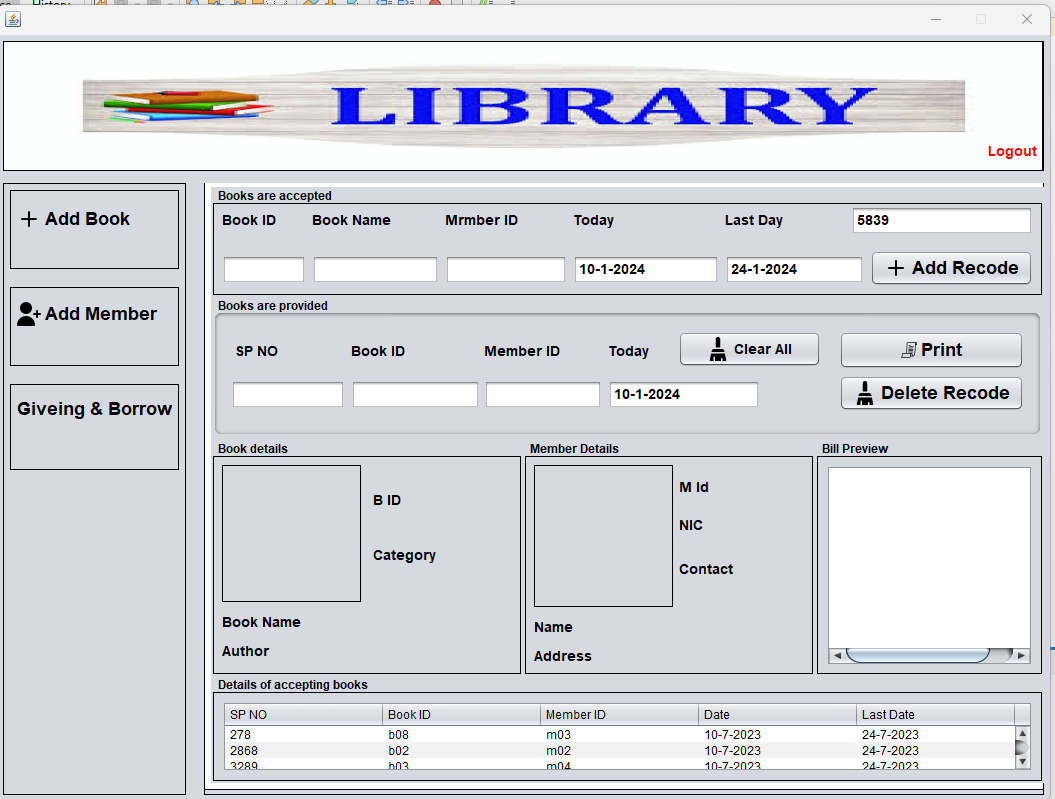 History
LIBRARY
Logout
Add Book
Add Member
Giveing & Borrow
Books are accepted
Book ID Book Name Mrmber ID Today Last Day 5839
10-1-2024 24-1-2024 Add Recode
Books are provided
SP NO Book ID Member ID Today Clear All Print
10-1-2024 Delete Recode
Book details
B ID
Category
Book Name
Author
Member Details
M Id
NIC
Contact
Name
Address
Bill Preview
Details of accepting books
SP NO Book ID Member ID Date Last Date
278 b08 m03 10-7-2023 24-7-2023
2868 b02 m02 10-7-2023 24-7-2023
3289 b03 m04 10-7-2023 24-7-2023